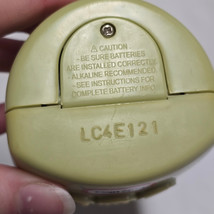 ⚠ CAUTION
- BE SURE BATTERIES
ARE INSTALLED CORRECTLY
ALKALINE RECOMMENDED.
- SEE INSTRUCTIONS FOR
COMPLETE BATTERY INFO.
LC4E121